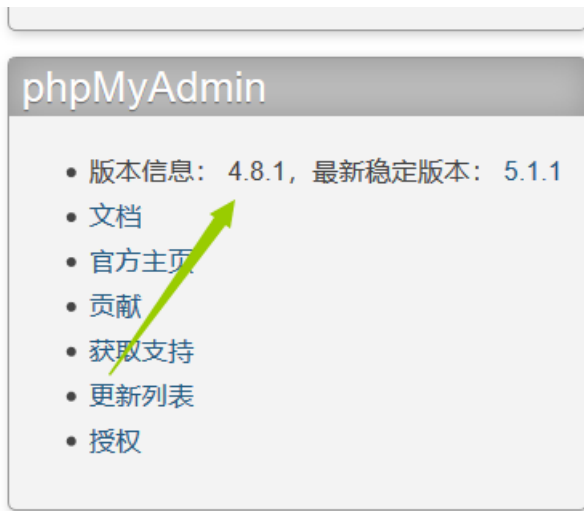 phpMyAdmin
版本信息： 4.8.1，最新稳定版本： 5.1.1
文档
官方主页
贡献
获取支持
更新列表
授权